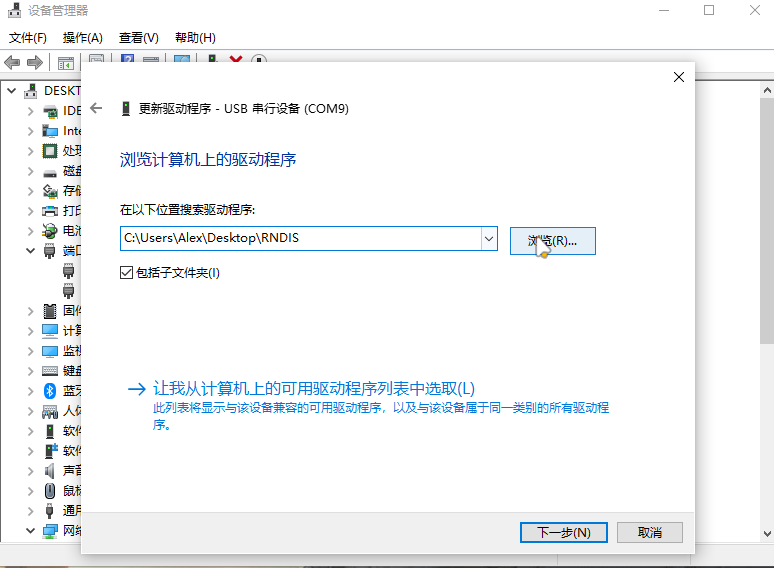 设备管理器
文件(F) 操作(A) 查看(V) 帮助(H)
更新驱动程序 - USB 串行设备 (COM9)
浏览计算机上的驱动程序
在以下位置搜索驱动程序:
C:\Users\Alex\Desktop\RNDIS
浏览(R)...
包括子文件夹(I)
让我从计算机上的可用驱动程序列表中选取(L)
此列表将显示与该设备兼容的可用驱动程序，以及与该设备属于同一类别的所有驱动程
序。
下一步(N) 取消
DESKT
IDE
Inte
处理
磁盘
存储
打印
电池
端口
固件
计算
监视
键盘
蓝牙
人体
软件
软件
声音
鼠标
通用
网络